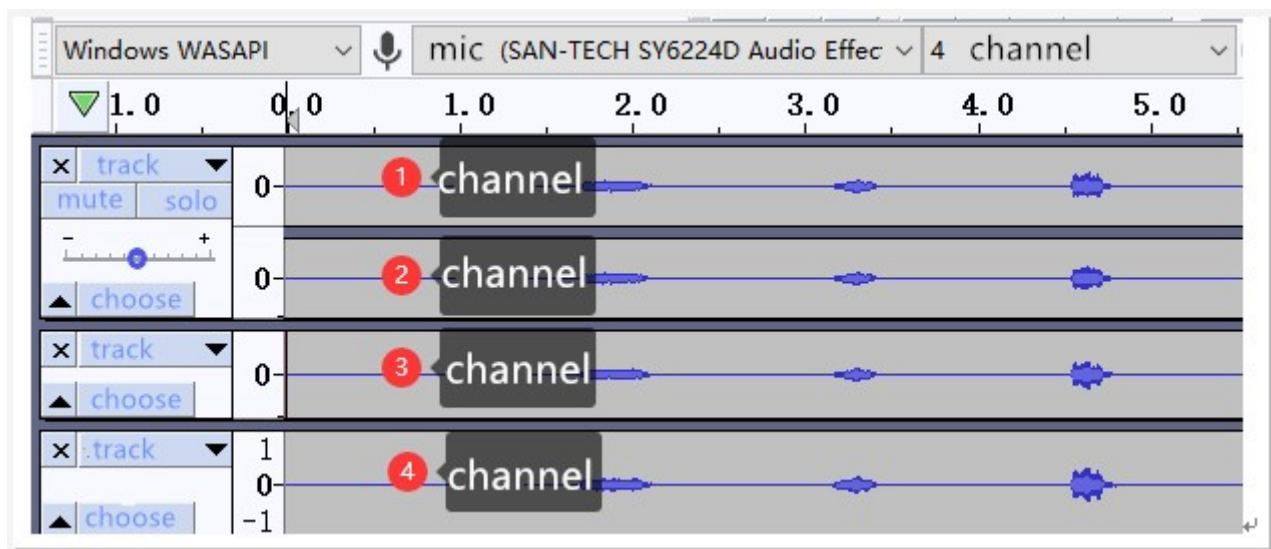 Windows WASAPI mic (SAN-TECH SY6224D Audio Effec 4 channel
1.0 0.0 1.0 2.0 3.0 4.0 5.0
× track
0-
1 channel
mute solo
- +
0-
2 channel
choose
× track
0-
3 channel
choose
× track
1
0-
4 channel
choose
-1